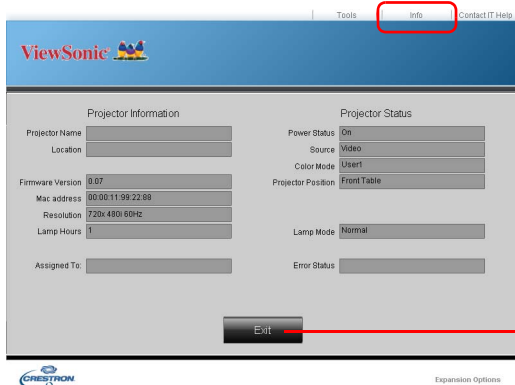 Tools Info Contact IT Help
ViewSonic
Projector Information
Projector Name
Location
Firmware Version 0.07
Mac address 00:00:11:99:22:88
Resolution 720x 480i 60Hz
Lamp Hours 1
Assigned To:
Projector Status
Power Status On
Source Video
Color Mode User1
Projector Position Front Table
Lamp Mode Normal
Error Status
Exit
CRESTRON
Expansion Options